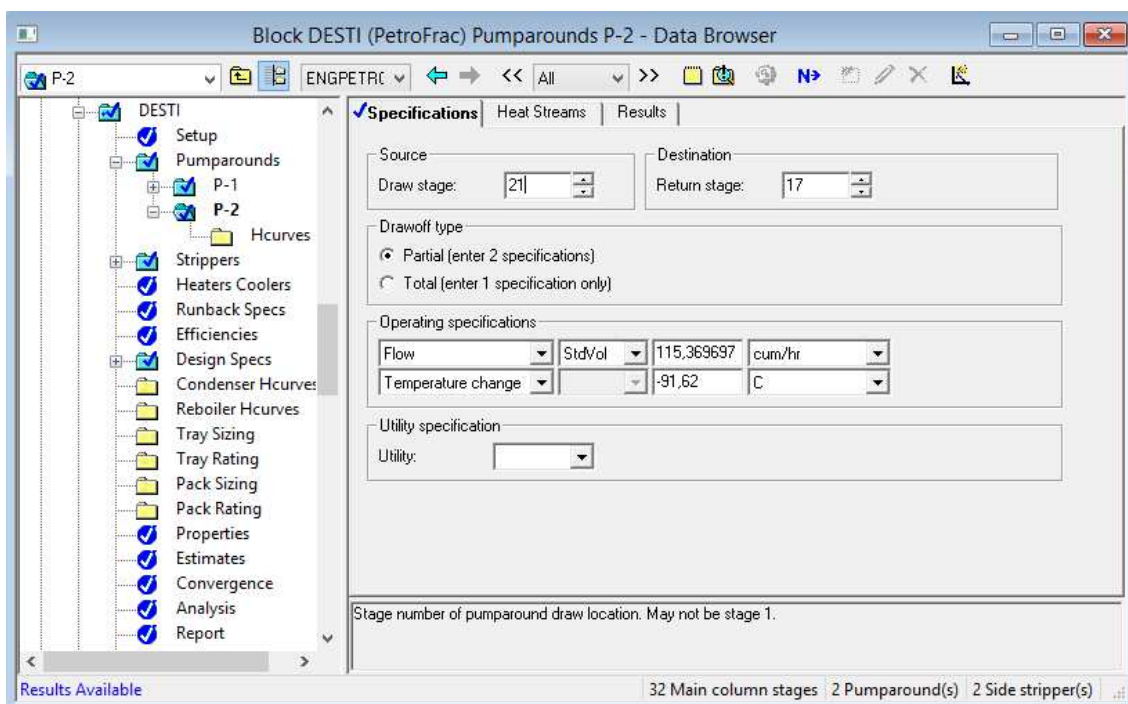 Block DESTI (PetroFrac) Pumparounds P-2 - Data Browser
P-2 ENGPETRC << All >> N>
DESTI
Setup
Pumparounds
P-1
P-2
Hcurves
Strippers
Heaters Coolers
Runback Specs
Efficiencies
Design Specs
Condenser Hcurves
Reboiler Hcurves
Tray Sizing
Tray Rating
Pack Sizing
Pack Rating
Properties
Estimates
Convergence
Analysis
Report
Specifications Heat Streams Results
Source
Draw stage: 21
Destination
Return stage: 17
Drawoff type
Partial (enter 2 specifications)
Total (enter 1 specification only)
Operating specifications
Flow StdVol 115,369697 cum/hr
Temperature change -91,62 C
Utility specification
Utility:
Stage number of pumparound draw location. May not be stage 1.
Results Available 32 Main column stages 2 Pumparound(s) 2 Side stripper(s)